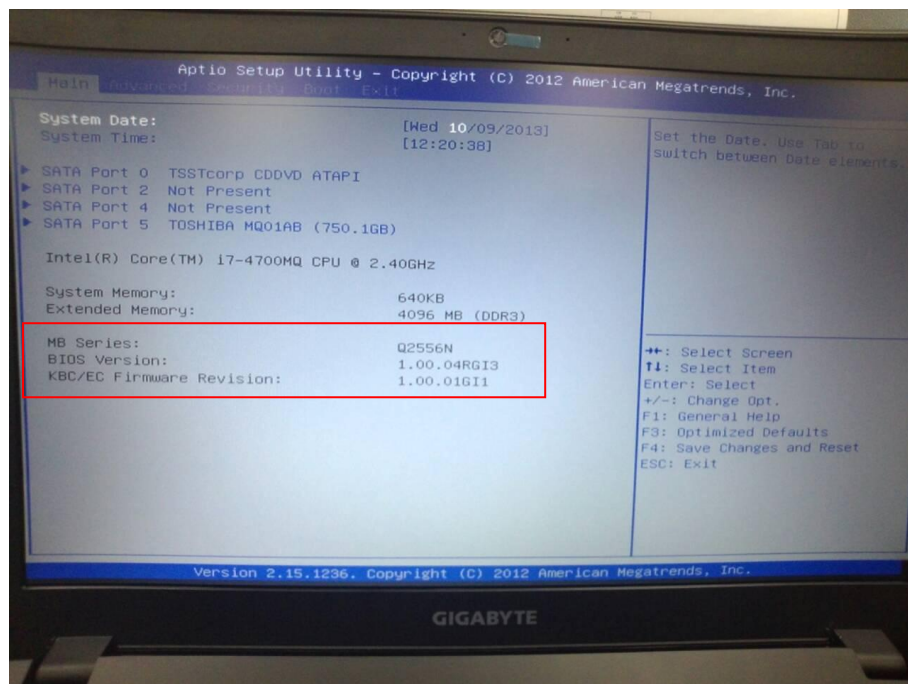 Aptio Setup Utility - Copyright (C) 2012 American Megatrends, Inc.
Main Advanced Security Boot Exit
System Date: [Wed 10/09/2013]
System Time: [12:20:38]
SATA Port 0 TSSTcorp CDDVD ATAPI
SATA Port 2 Not Present
SATA Port 4 Not Present
SATA Port 5 TOSHIBA MQ01AB (750.1GB)
Intel(R) Core(TM) i7-4700MQ CPU @ 2.40GHz
System Memory: 640KB
Extended Memory: 4096 MB (DDR3)
MB Series: Q2556N
BIOS Version: 1.00.04RGI3
KBC/EC Firmware Revision: 1.00.01GI1
Set the Date. Use Tab to
switch between Date elements.
→←: Select Screen
↑↓: Select Item
Enter: Select
+/-: Change Opt.
F1: General Help
F3: Optimized Defaults
F4: Save Changes and Reset
ESC: Exit
Version 2.15.1236. Copyright (C) 2012 American Megatrends, Inc.
GIGABYTE